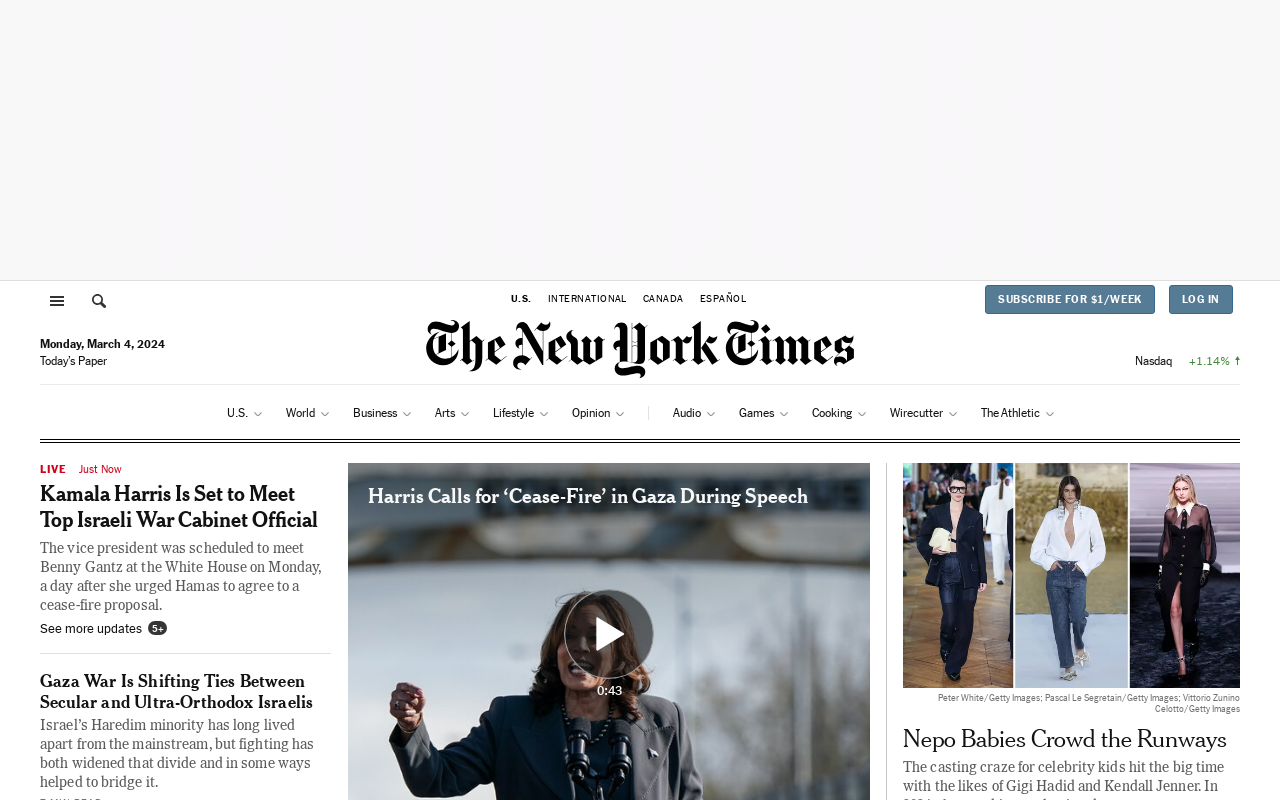 U.S. INTERNATIONAL CANADA ESPAÑOL
SUBSCRIBE FOR $1/WEEK LOG IN
The New York Times
Monday, March 4, 2024
Today's Paper
Nasdaq +1.14%
U.S. World Business Arts Lifestyle Opinion Audio Games Cooking Wirecutter The Athletic
LIVE Just Now
Kamala Harris Is Set to Meet
Top Israeli War Cabinet Official
The vice president was scheduled to meet
Benny Gantz at the White House on Monday,
a day after she urged Hamas to agree to a
cease-fire proposal.
See more updates 5+
Gaza War Is Shifting Ties Between
Secular and Ultra-Orthodox Israelis
Israel's Haredim minority has long lived
apart from the mainstream, but fighting has
both widened that divide and in some ways
helped to bridge it.
Harris Calls for ‘Cease-Fire’ in Gaza During Speech
0:43
Peter White/Getty Images; Pascal Le Segretain/Getty Images; Vittorio Zunino
Celotto/Getty Images
Nepo Babies Crowd the Runways
The casting craze for celebrity kids hit the big time
with the likes of Gigi Hadid and Kendall Jenner. In